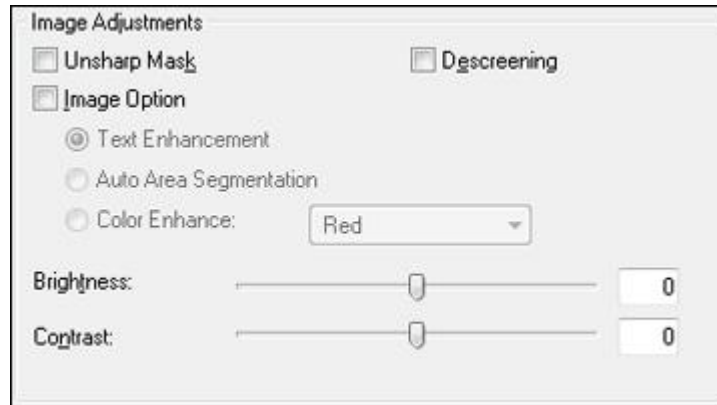 Image Adjustments
Unsharp Mask Descreening
Image Option
Text Enhancement
Auto Area Segmentation
Color Enhance: Red
Brightness: 0
Contrast: 0